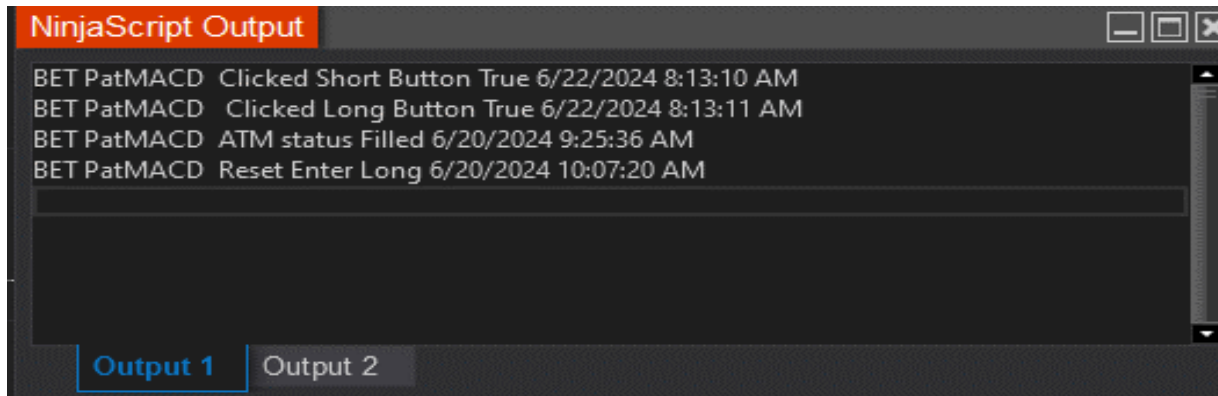 NinjaScript Output
BET PatMACD  Clicked Short Button True 6/22/2024 8:13:10 AM
BET PatMACD   Clicked Long Button True 6/22/2024 8:13:11 AM
BET PatMACD  ATM status Filled 6/20/2024 9:25:36 AM
BET PatMACD  Reset Enter Long 6/20/2024 10:07:20 AM
Output 1 Output 2